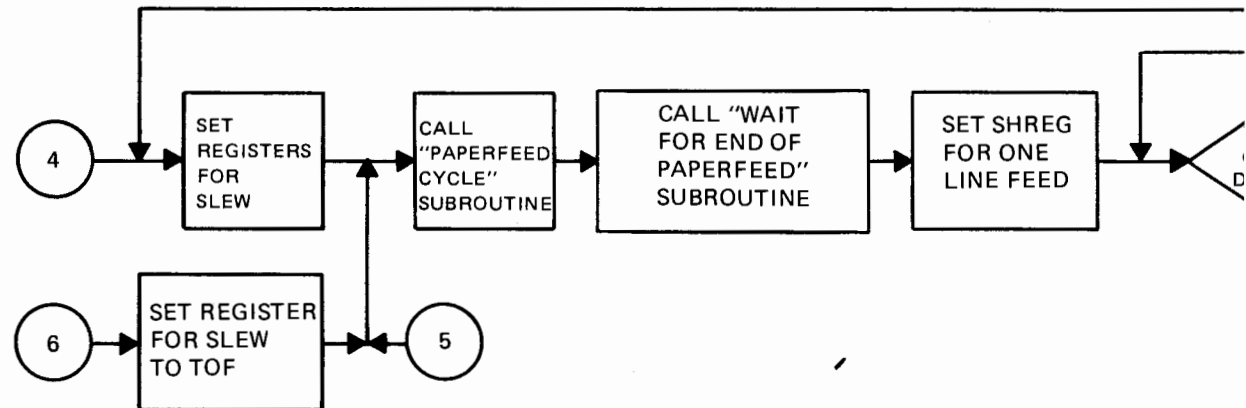 4
SET
REGISTERS
FOR
SLEW
CALL
"PAPERFEED
CYCLE"
SUBROUTINE
CALL "WAIT
FOR END OF
PAPERFEED"
SUBROUTINE
SET SHREG
FOR ONE
LINE FEED
D
6
SET REGISTER
FOR SLEW
TO TOF
5